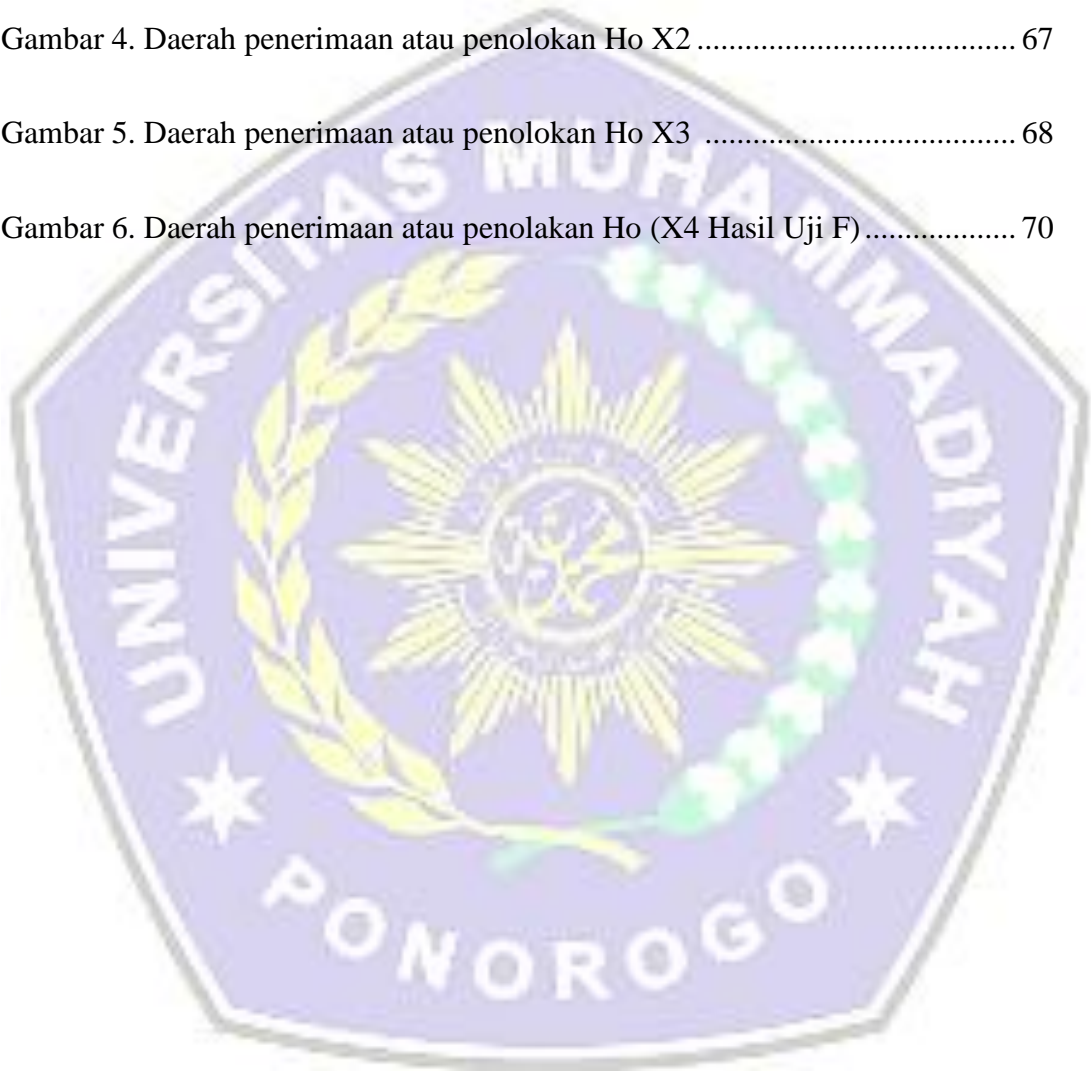 Gambar 4. Daerah penerimaan atau penolokan Ho X2 ..................................... 67
Gambar 5. Daerah penerimaan atau penolokan Ho X3 .................................... 68
Gambar 6. Daerah penerimaan atau penolakan Ho (X4 Hasil Uji F) .................. 70
UNIVERSITAS MUHAMMADIYAH
PONOROGO